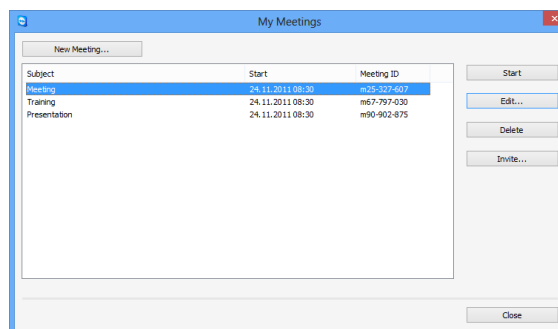 My Meetings
New Meeting...
Subject Start Meeting ID
Meeting 24.11.2011 08:30 m25-327-607
Training 24.11.2011 08:30 m67-797-030
Presentation 24.11.2011 08:30 m90-902-875
Start
Edit...
Delete
Invite...
Close